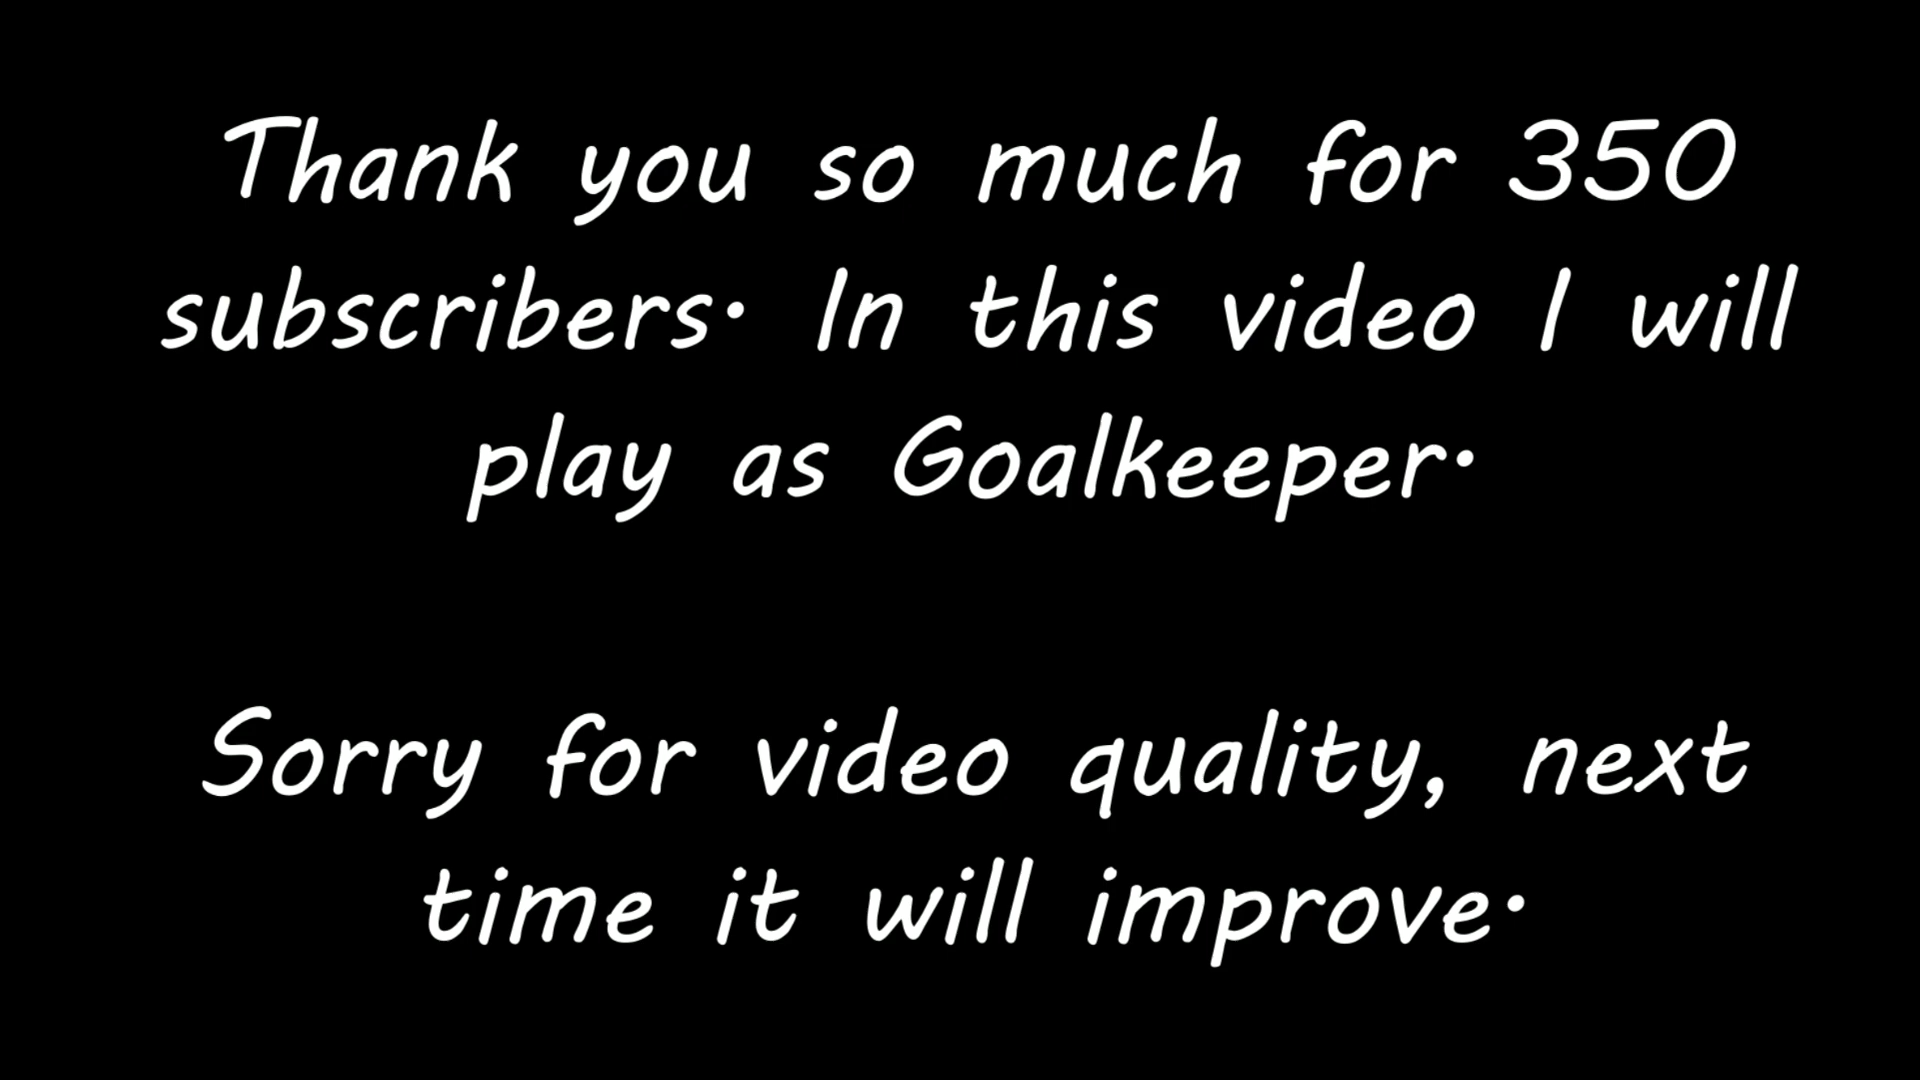 Thank you so much for 350
subscribers. In this video I will
play as Goalkeeper.
Sorry for video quality, next
time it will improve.